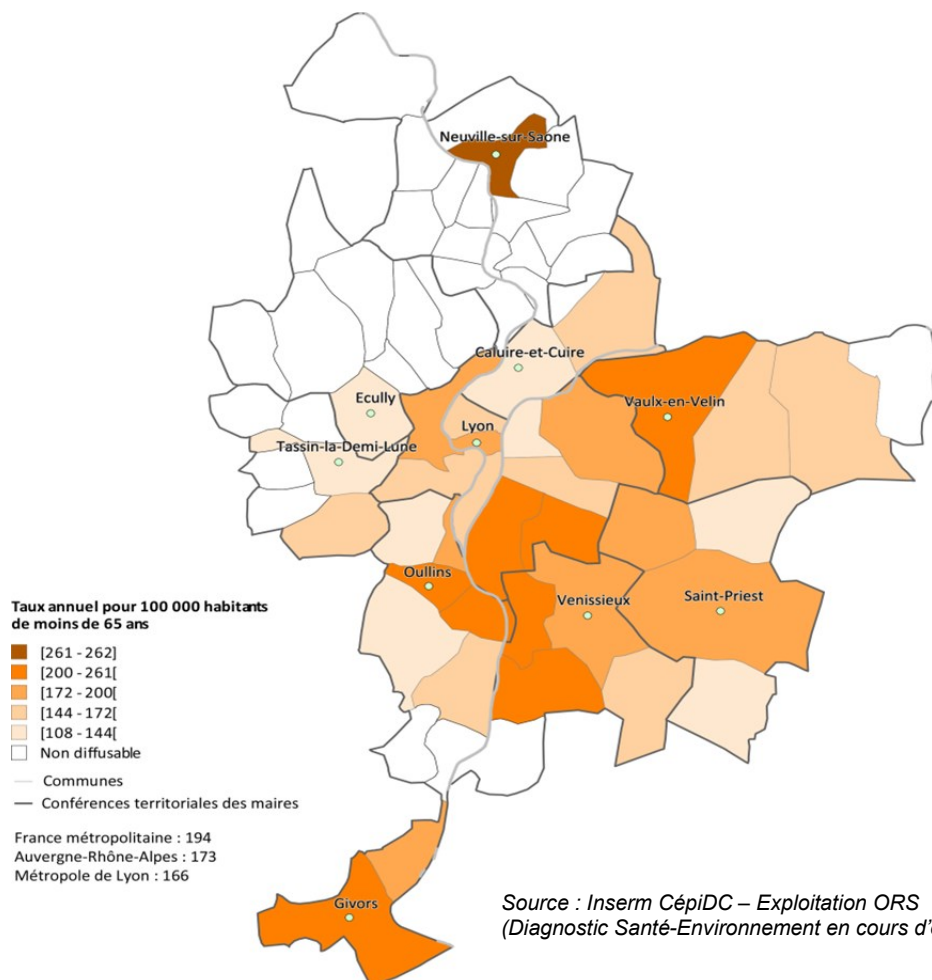 Neuville-sur-Saone
Caluire-et-Cuire
Ecully
Vaulx-en-Velin
Lyon
Tassin-la-Demi-Lune
Oullins
Venissieux
Saint-Priest
Taux annuel pour 100 000 habitants
de moins de 65 ans
[261 - 262]
[200 - 261[
[172 - 200[
[144 - 172[
[108 - 144[
Non diffusable
Communes
Conférences territoriales des maires
France métropolitaine : 194
Auvergne-Rhône-Alpes : 173
Métropole de Lyon : 166
Givors
Source : Inserm CépiDC – Exploitation ORS
(Diagnostic Santé-Environnement en cours